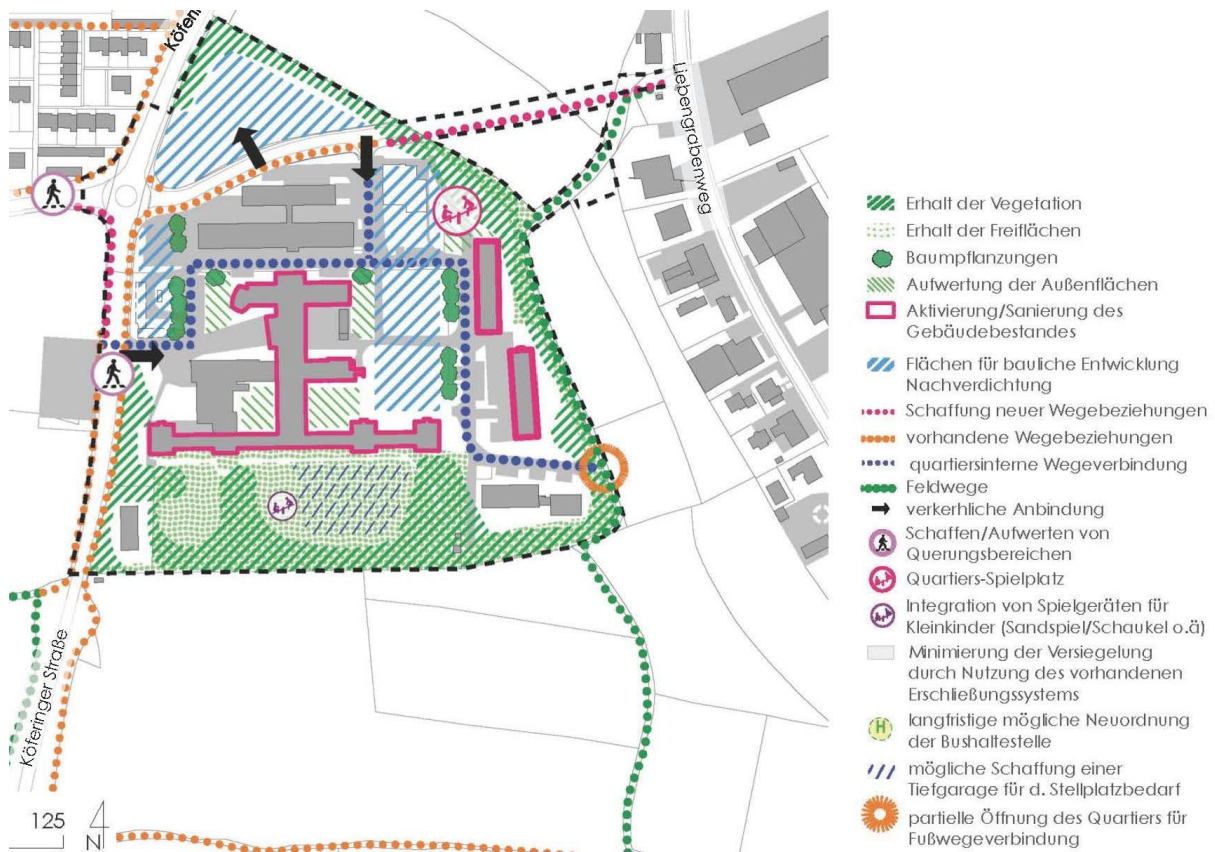 Köferin
Liebengrabenweg
Köferinger Straße
125
N
Erhalt der Vegetation
Erhalt der Freiflächen
Baumpflanzungen
Aufwertung der Außenflächen
Aktivierung/Sanierung des
Gebäudebestandes
Flächen für bauliche Entwicklung
Nachverdichtung
Schaffung neuer Wegebeziehungen
vorhandene Wegebeziehungen
quartiersinterne Wegeverbindung
Feldwege
verkerhliche Anbindung
Schaffen/Aufwerten von
Querungsbereichen
Quartiers-Spielplatz
Integration von Spielgeräten für
Kleinkinder (Sandspiel/Schaukel o.ä)
Minimierung der Versiegelung
durch Nutzung des vorhandenen
Erschließungssystems
H
langfristige mögliche Neuordnung
der Bushaltestelle
mögliche Schaffung einer
Tiefgarage für d. Stellplatzbedarf
partielle Öffnung des Quartiers für
Fußwegeverbindung